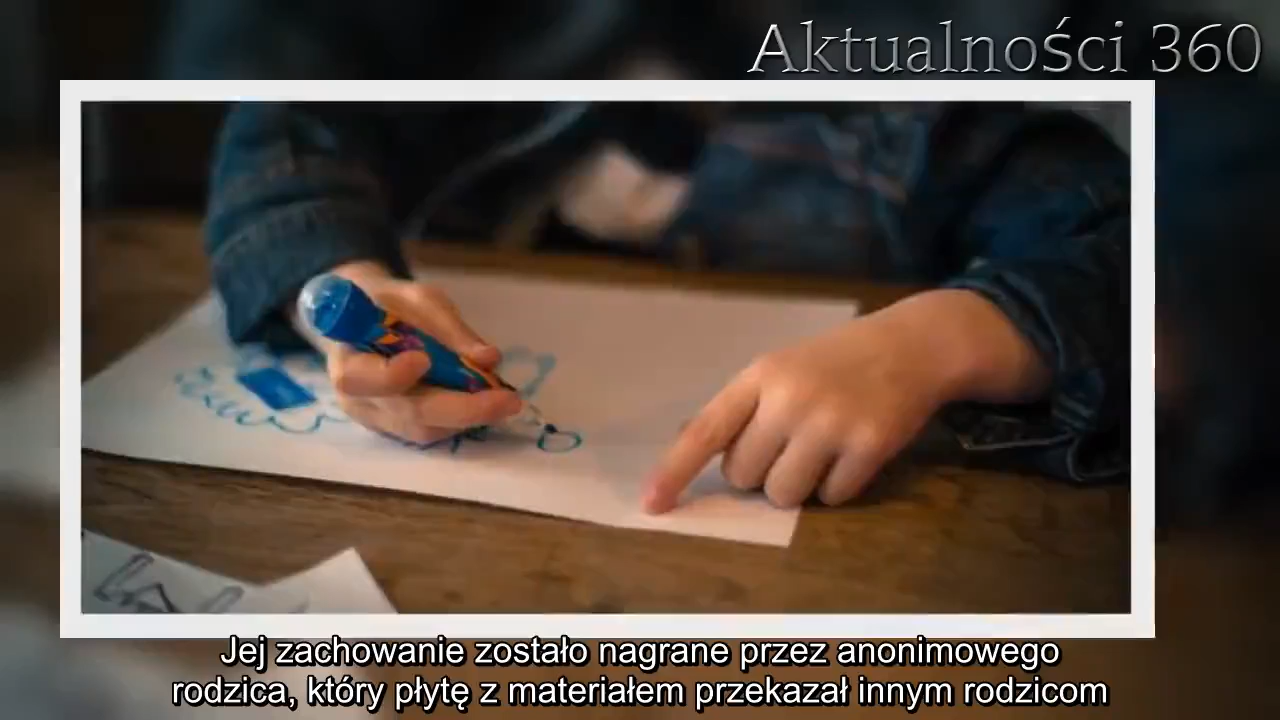 Aktualności 360
Jej zachowanie zostało nagrane przez anonimowego
rodzica, który płytę z materiałem przekazał innym rodzicom